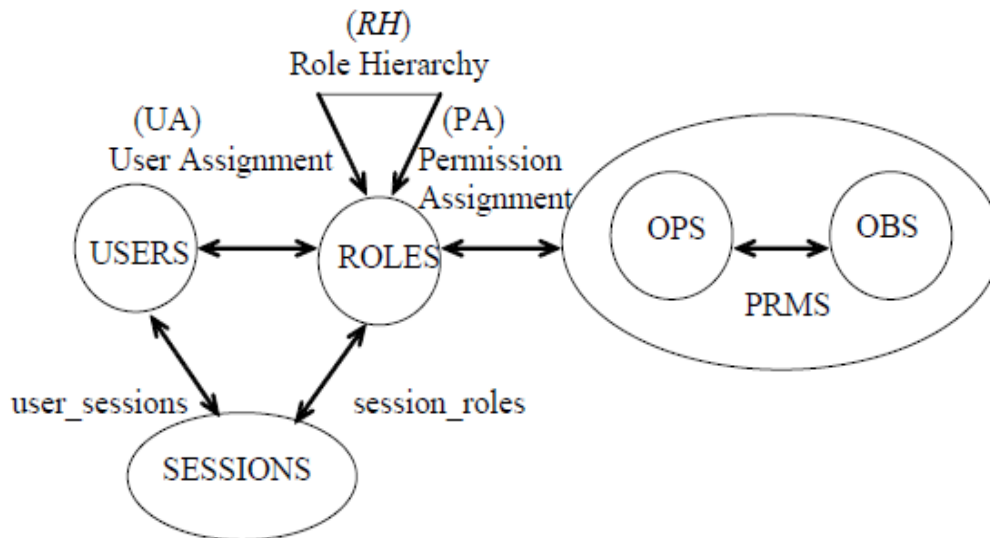 (RH)
Role Hierarchy
(UA)
User Assignment
(PA)
Permission
Assignment
USERS
ROLES
OPS
OBS
PRMS
user_sessions
session_roles
SESSIONS